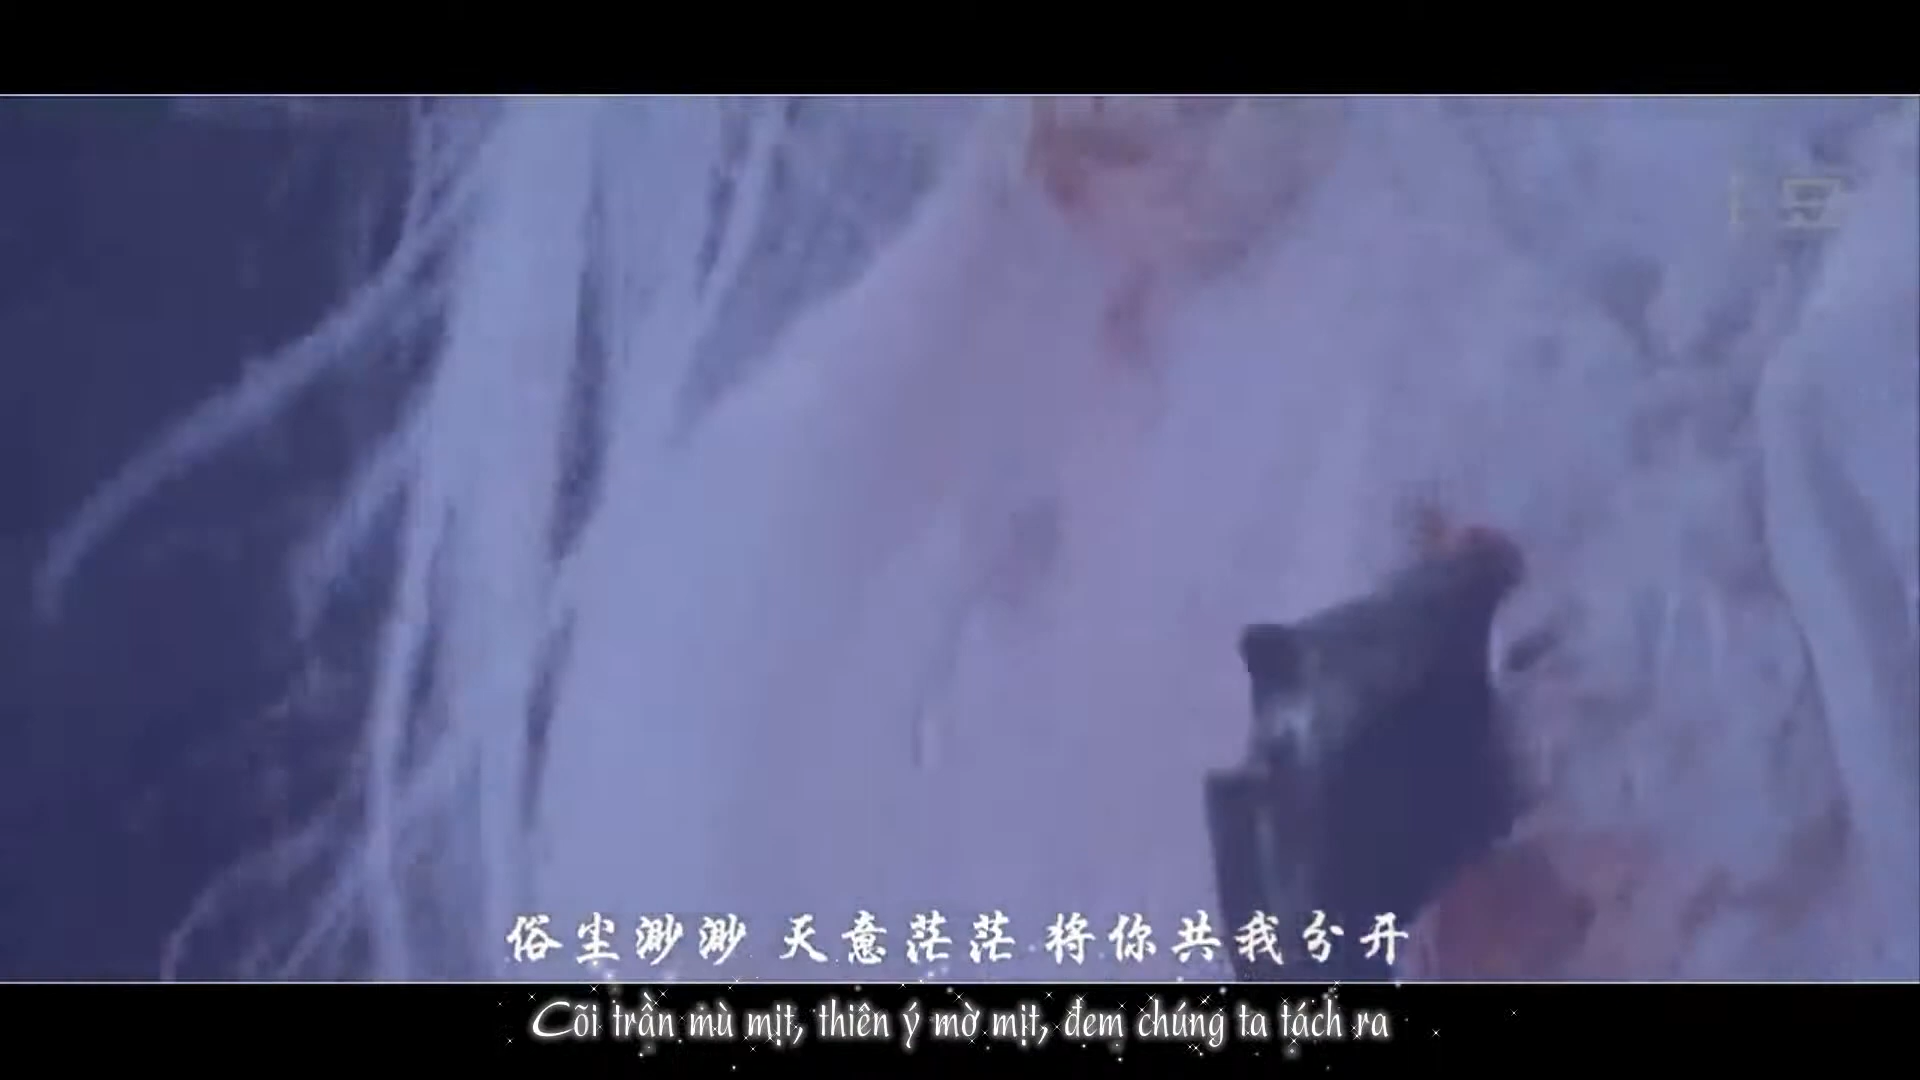 俗尘渺渺 天意茫茫 将你共我分开
Cõi trần mù mịt, thiên ý mờ mịt, đem chúng ta tách ra